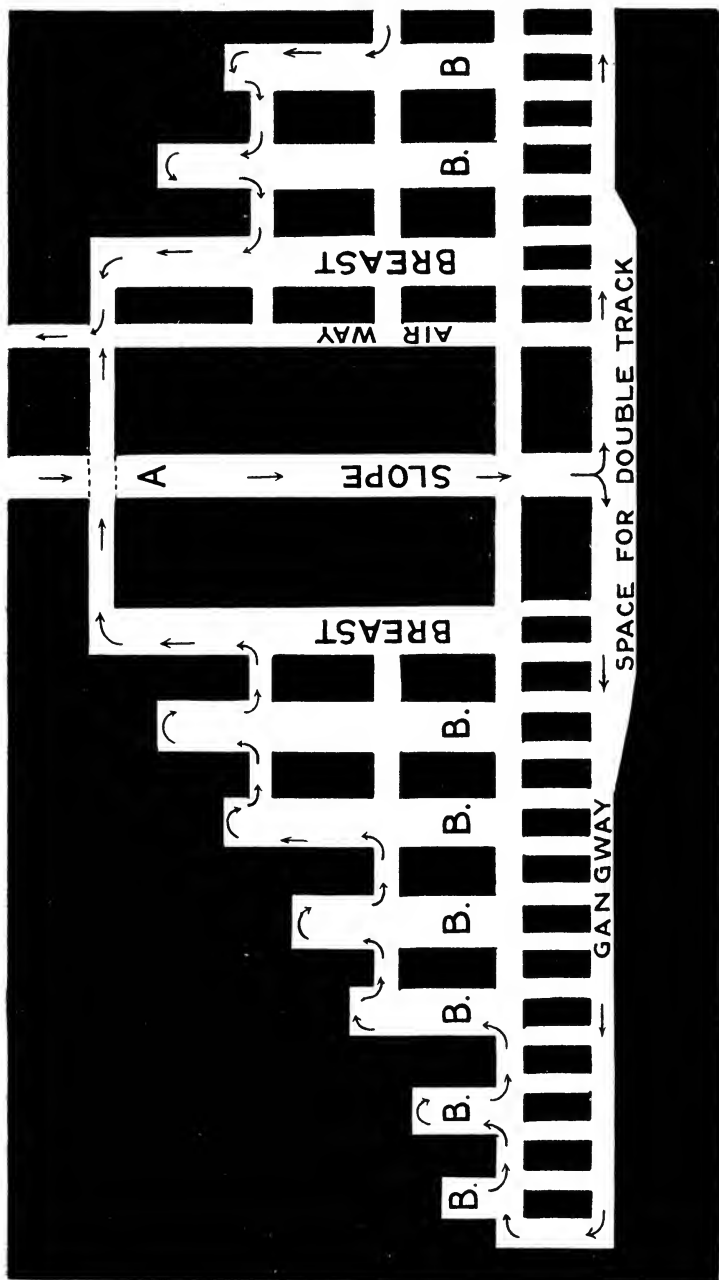 B
B.
BREAST
AIR WAY
A
SLOPE
SPACE FOR DOUBLE TRACK
BREAST
B.
B.
GANGWAY
B.
B.
B.
B.